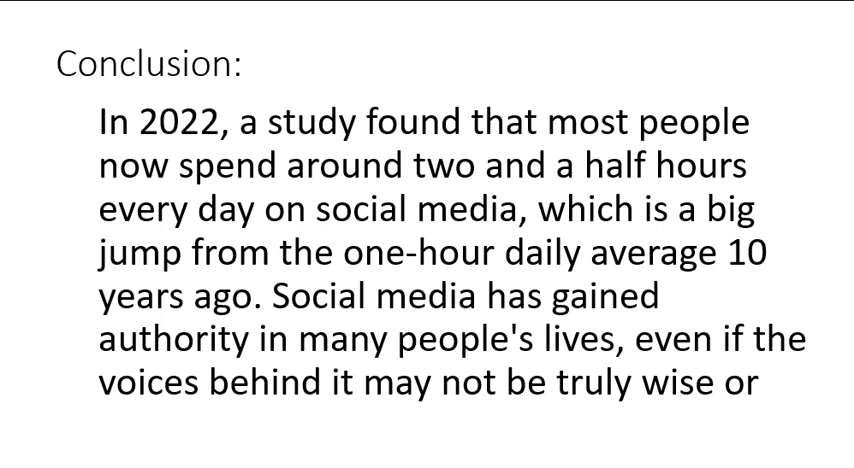 Conclusion:
In 2022, a study found that most people
now spend around two and a half hours
every day on social media, which is a big
jump from the one-hour daily average 10
years ago. Social media has gained
authority in many people's lives, even if the
voices behind it may not be truly wise or